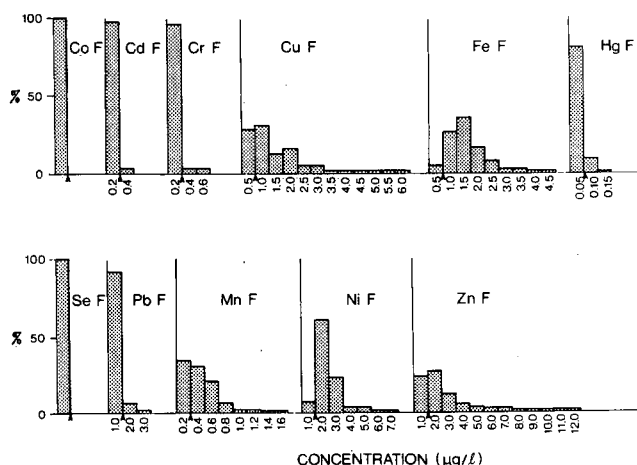 100
50
0
%
Co F
Cd F
Cr F
Cu F
Fe F
Hg F
0.2 0.4
0.2 0.4 0.6
0.5 1.0 1.5 2.0 2.5 3.0 3.5 4.0 4.5 5.0 5.5 6.0
0.5 1.0 1.5 2.0 2.5 3.0 3.5 4.0 4.5
0.05 0.10 0.15
100
50
0
%
Se F
Pb F
Mn F
Ni F
Zn F
1.0 2.0 3.0
0.2 0.4 0.6 0.8 1.0 1.2 1.4 1.6
1.0 2.0 3.0 4.0 5.0 6.0 7.0
1.0 2.0 3.0 4.0 5.0 6.0 7.0 8.0 9.0 10.0 11.0 12.0
CONCENTRATION (µg/ℓ)